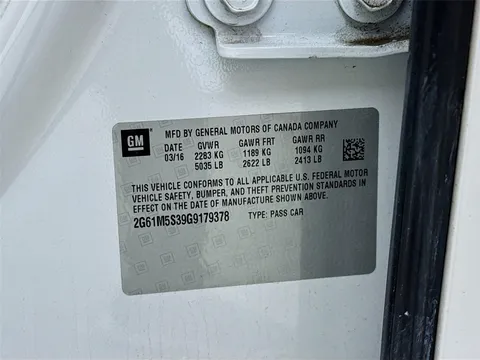 GM
MFD BY GENERAL MOTORS OF CANADA COMPANY
DATE GVWR GAWR FRT GAWR RR
03/16 2283 KG 1189 KG 1094 KG
5035 LB 2622 LB 2413 LB
THIS VEHICLE CONFORMS TO ALL APPLICABLE U.S. FEDERAL MOTOR
VEHICLE SAFETY, BUMPER, AND THEFT PREVENTION STANDARDS IN
EFFECT ON THE DATE OF MANUFACTURE SHOWN ABOVE.
2G61M5S39G9179378 TYPE: PASS CAR